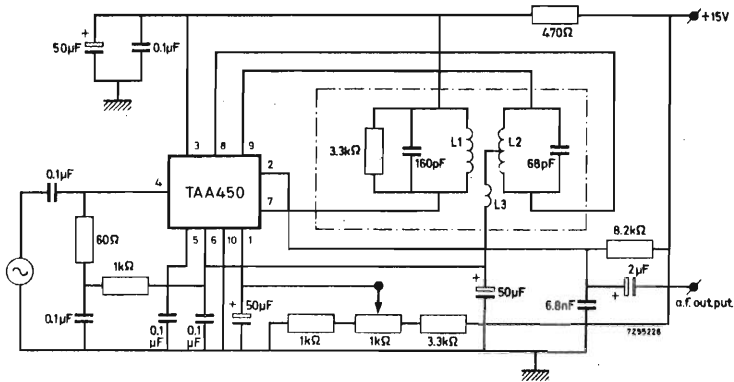 +15V
50μF
+
0.1μF
470Ω
3
8
9
3.3kΩ
160pF
L1
L2
68pF
0.1μF
4
TAA450
2
7
L3
5
6
10
1
60Ω
1kΩ
8.2kΩ
2μF
+
0.1μF
0.1
μF
0.1
μF
+
50μF
+
50μF
6.8nF
a.f. output
1kΩ
1kΩ
3.3kΩ
7Z95228